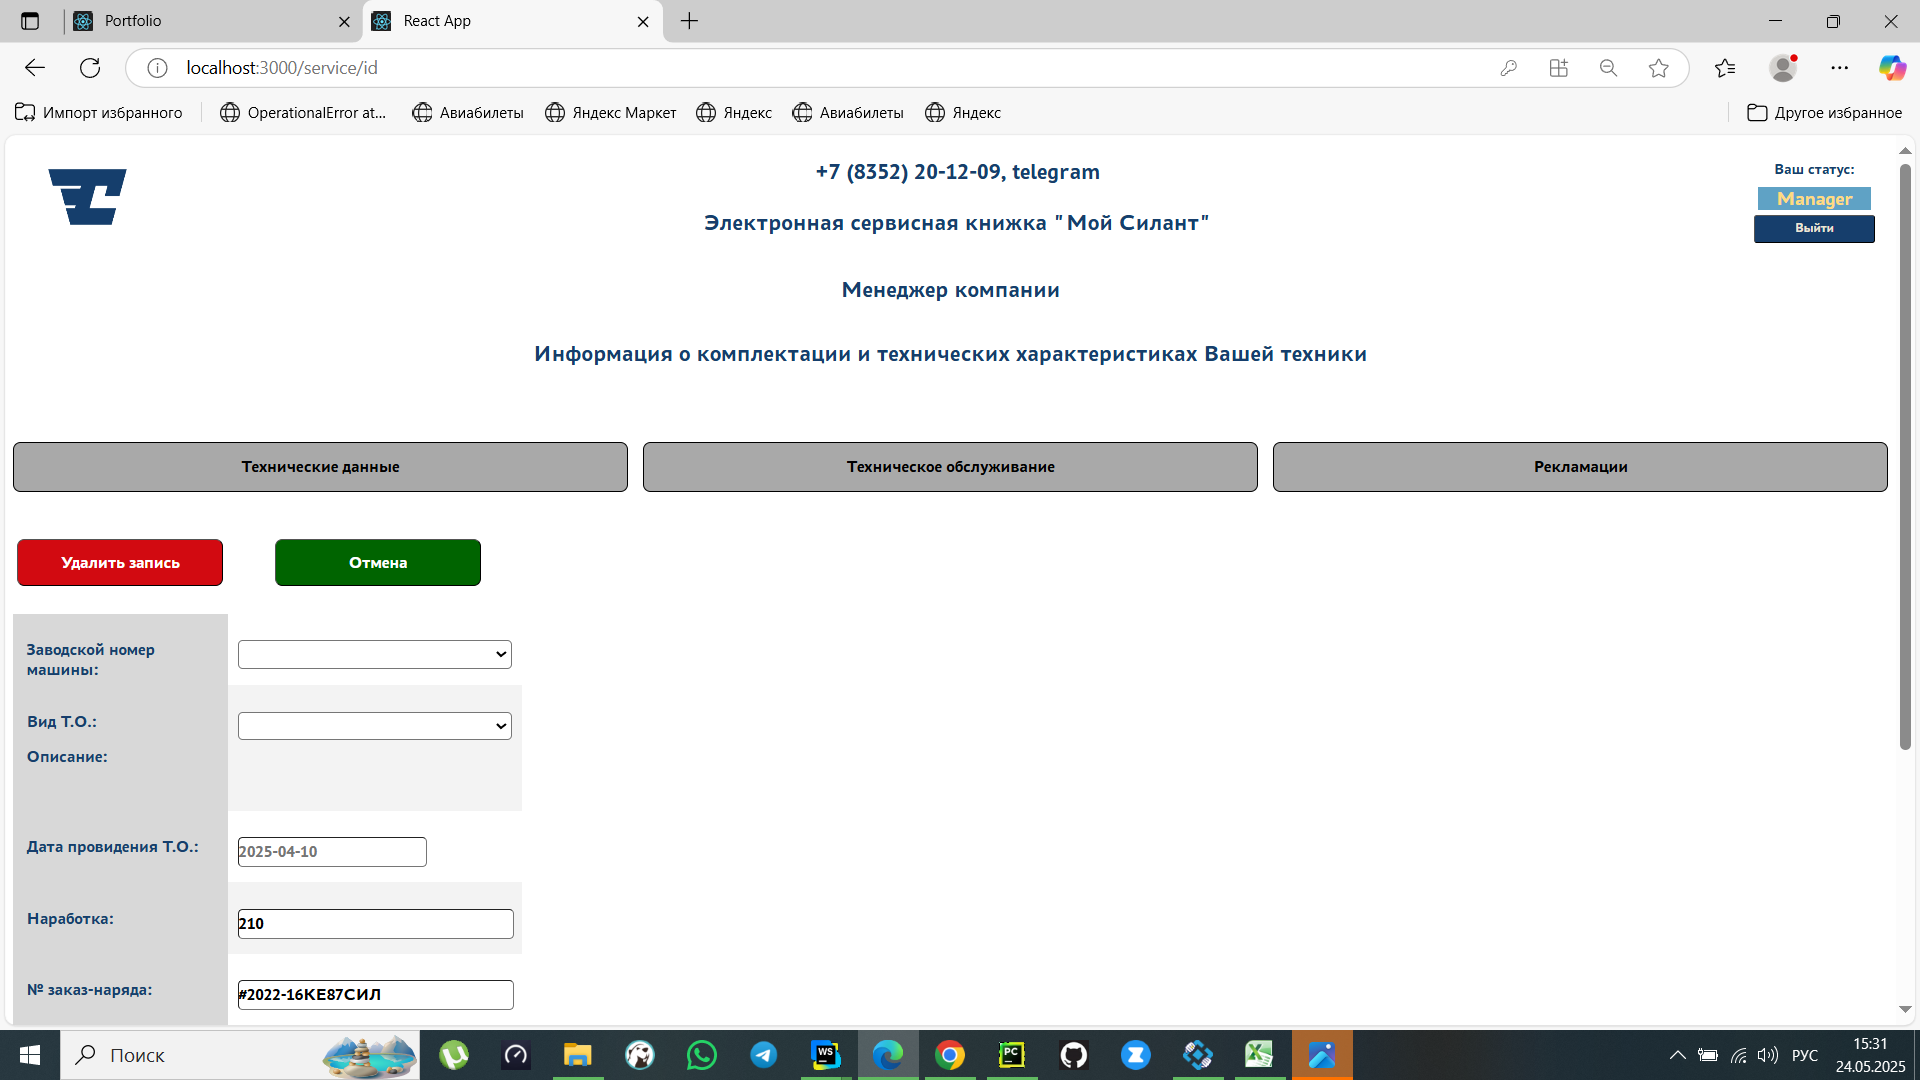 Portfolio
React App
localhost:3000/service/id
Импорт избранного
OperationalError at...
Авиабилеты
Яндекс Маркет
Яндекс
Авиабилеты
Яндекс
Другое избранное
+7 (8352) 20-12-09, telegram
Ваш статус:
Manager
Электронная сервисная книжка "Мой Силант"
Выйти
Менеджер компании
Информация о комплектации и технических характеристиках Вашей техники
Технические данные
Техническое обслуживание
Рекламации
Удалить запись
Отмена
Заводской номер
машины:
Вид Т.О.:
Описание:
Дата провидения Т.О.:
2025-04-10
Наработка:
210
№ заказ-наряда:
#2022-16КЕ87СИЛ
Поиск
WS
PC
РУС
15:31
24.05.2025